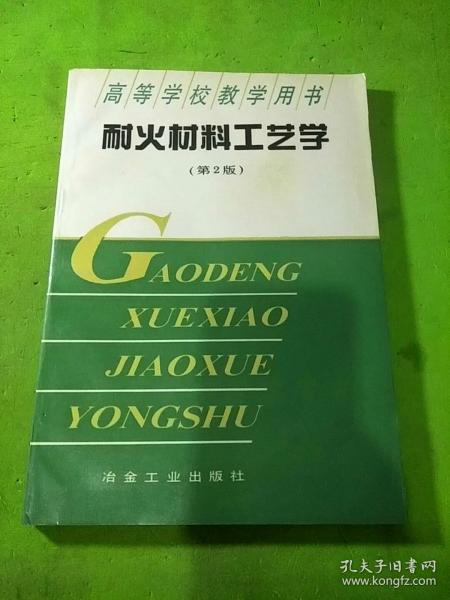 高等学校教学用书
耐火材料工艺学
(第2版)
GAODENG
XUEXIAO
JIAOXUE
YONGSHU
冶金工业出版社
孔夫子旧书网
www.kongfz.com